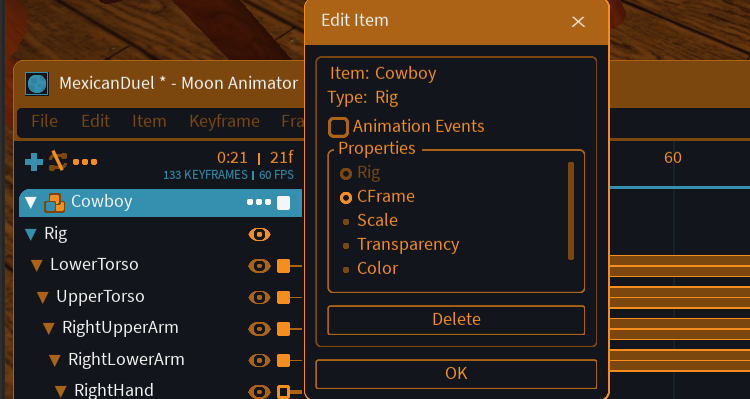 Edit Item
Item: Cowboy
Type: Rig
Animation Events
Properties
Rig
CFrame
Scale
Transparency
Color
Delete
OK
MexicanDuel * - Moon Animator
File Edit Item Keyframe Fra
0:21 | 21f
133 KEYFRAMES | 60 FPS
60
Cowboy
Rig
LowerTorso
UpperTorso
RightUpperArm
RightLowerArm
RightHand